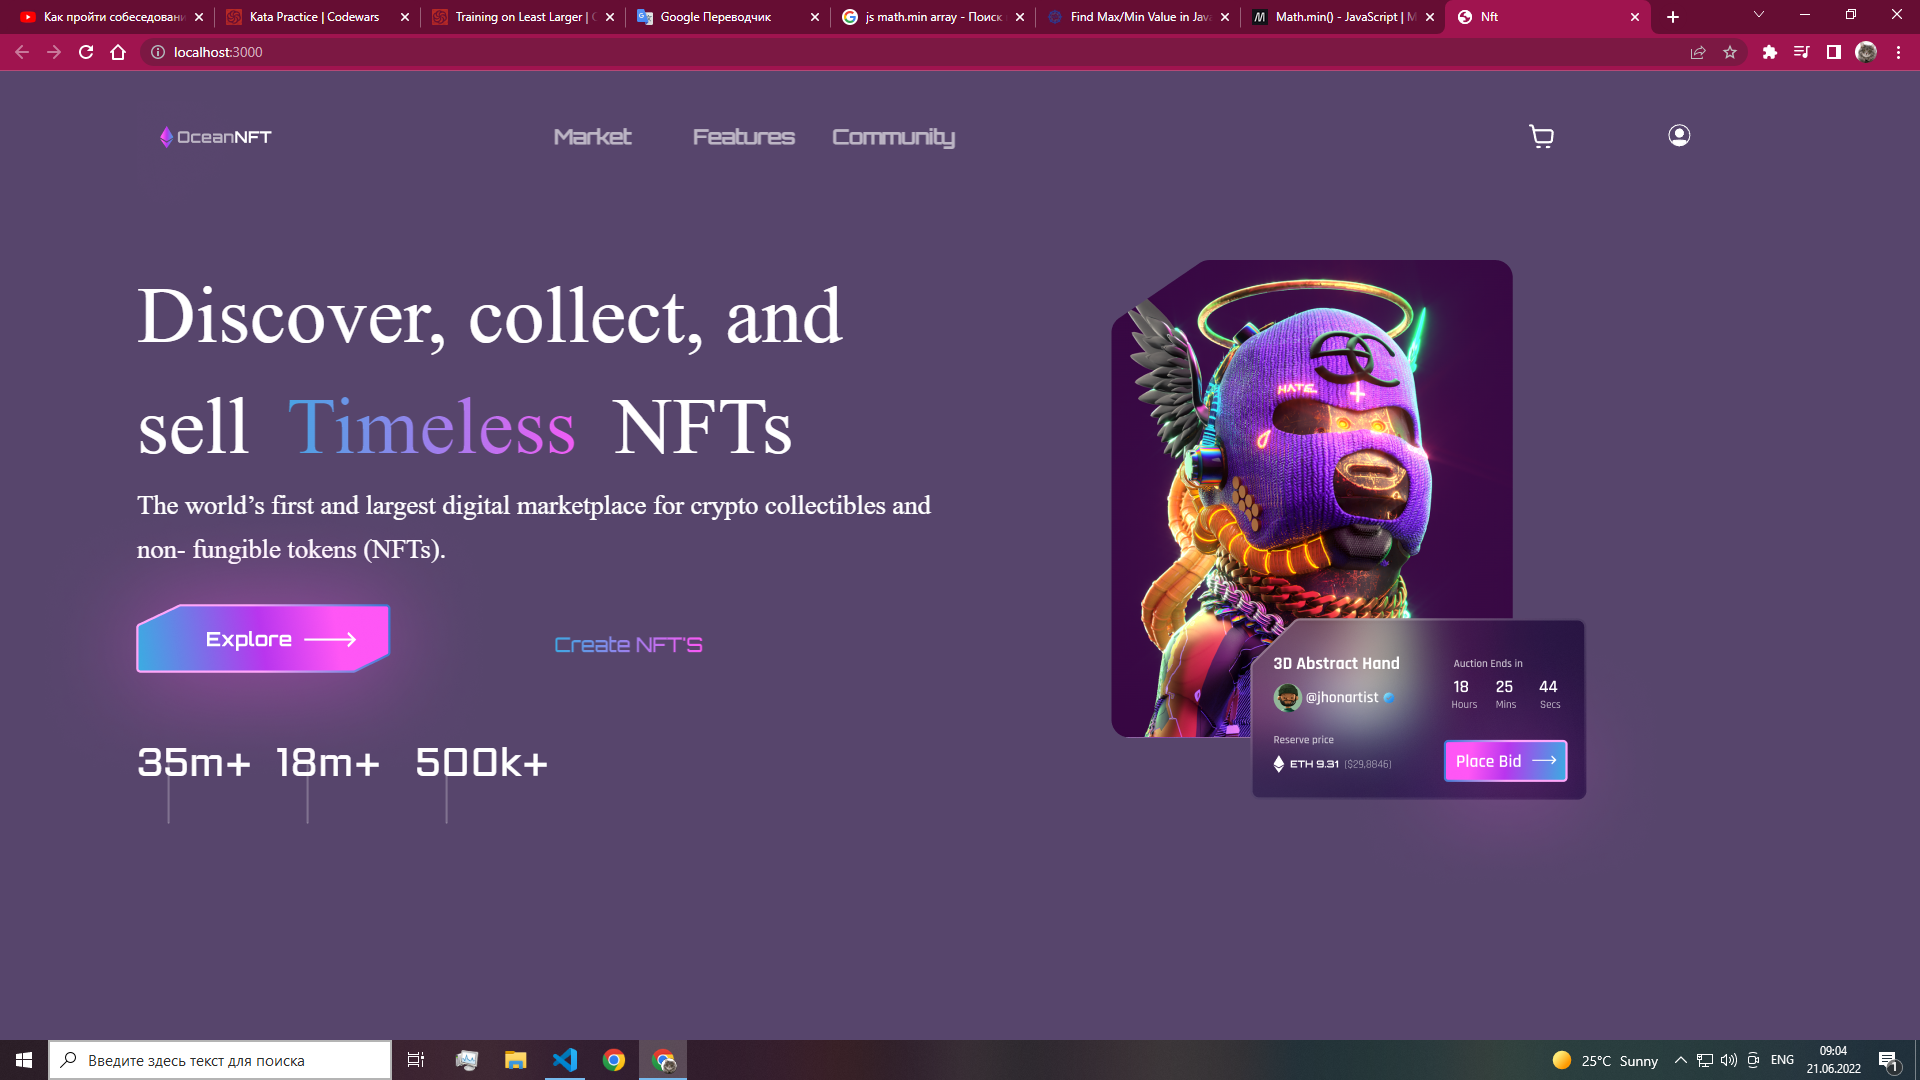 Как пройти собеседовани
Kata Practice | Codewars
Training on Least Larger | C
Google Переводчик
js math.min array - Поиск
Find Max/Min Value in Java
Math.min() - JavaScript | M
Nft
localhost:3000
OceanNFT
Market
Features
Community
Discover, collect, and
sell Timeless NFTs
The world’s first and largest digital marketplace for crypto collectibles and
non- fungible tokens (NFTs).
Explore
Create NFT'S
35m+
18m+
500k+
HATE
3D Abstract Hand
@jhonartist
Auction Ends in
18 25 44
Hours Mins Secs
Reserve price
ETH 9.31 ($29,8846)
Place Bid
Введите здесь текст для поиска
25°C Sunny
ENG
09:04
21.06.2022
1